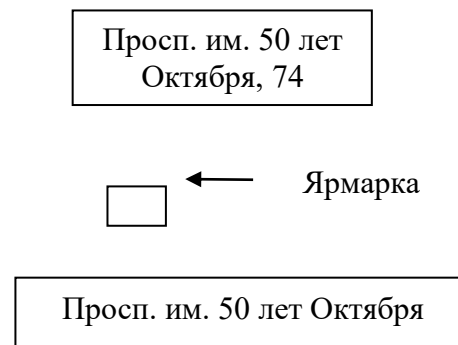 Просп. им. 50 лет
Октября, 74
Ярмарка
Просп. им. 50 лет Октября